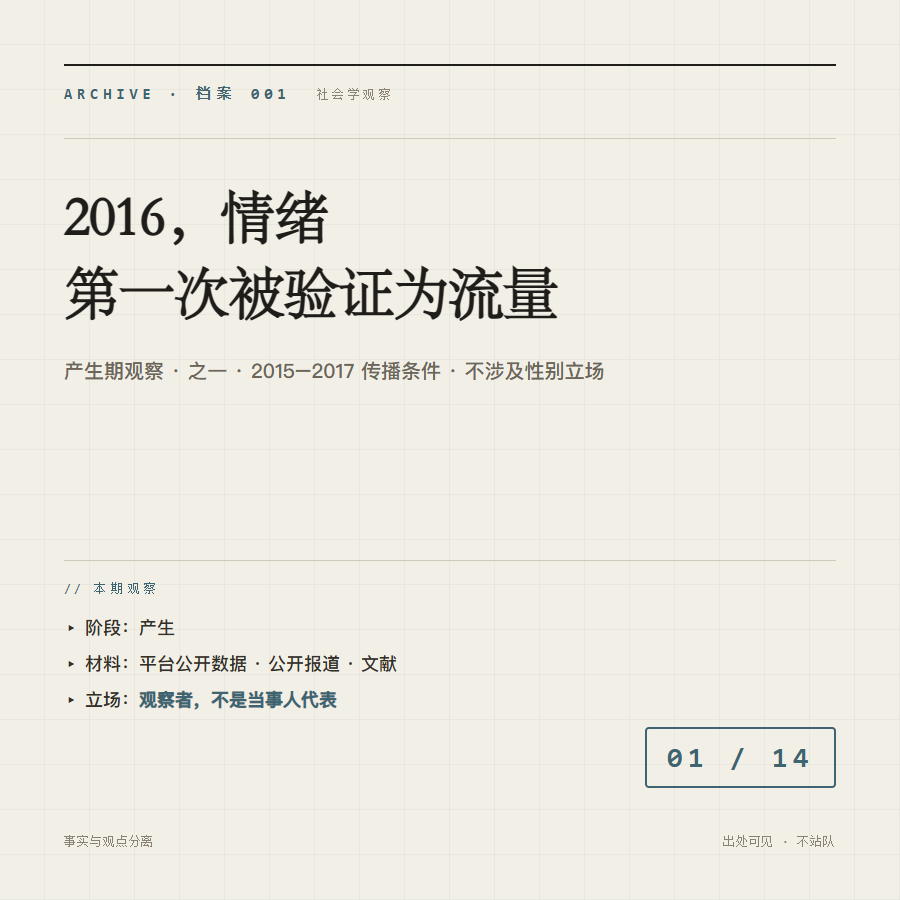 ARCHIVE · 档案 001 社会学观察
2016，情绪
第一次被验证为流量
产生期观察 · 之一 · 2015—2017 传播条件 · 不涉及性别立场
// 本期观察
▸ 阶段：产生
▸ 材料：平台公开数据 · 公开报道 · 文献
▸ 立场：观察者，不是当事人代表
01 / 14
事实与观点分离
出处可见 · 不站队